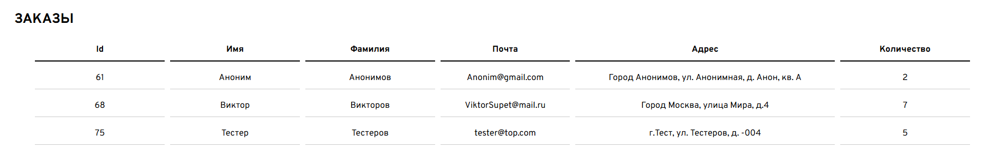 ЗАКАЗЫ
Id Имя Фамилия Почта Адрес Количество
61 Аноним Анонимов Anonim@gmail.com Город Анонимов, ул. Анонимная, д. Анон, кв. А 2
68 Виктор Викторов ViktorSupet@mail.ru Город Москва, улица Мира, д.4 7
75 Тестер Тестеров tester@top.com г.Тест, ул. Тестеров, д. -004 5